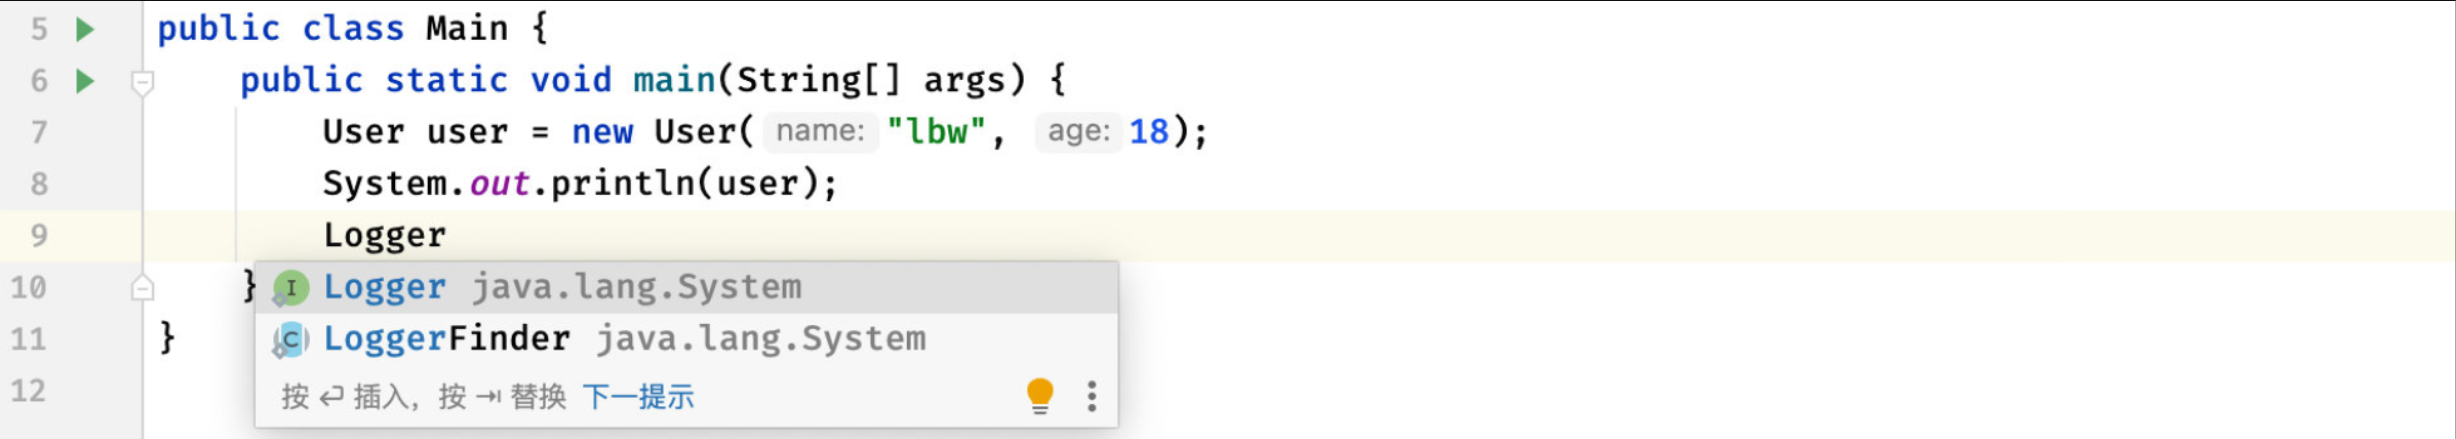 5 public class Main {
6 public static void main(String[] args) {
7 User user = new User( name: "lbw", age: 18);
8 System.out.println(user);
9 Logger
10 } I Logger java.lang.System
11 } C LoggerFinder java.lang.System
12 按 ⏎ 插入，按 ⇥ 替换 下一提示